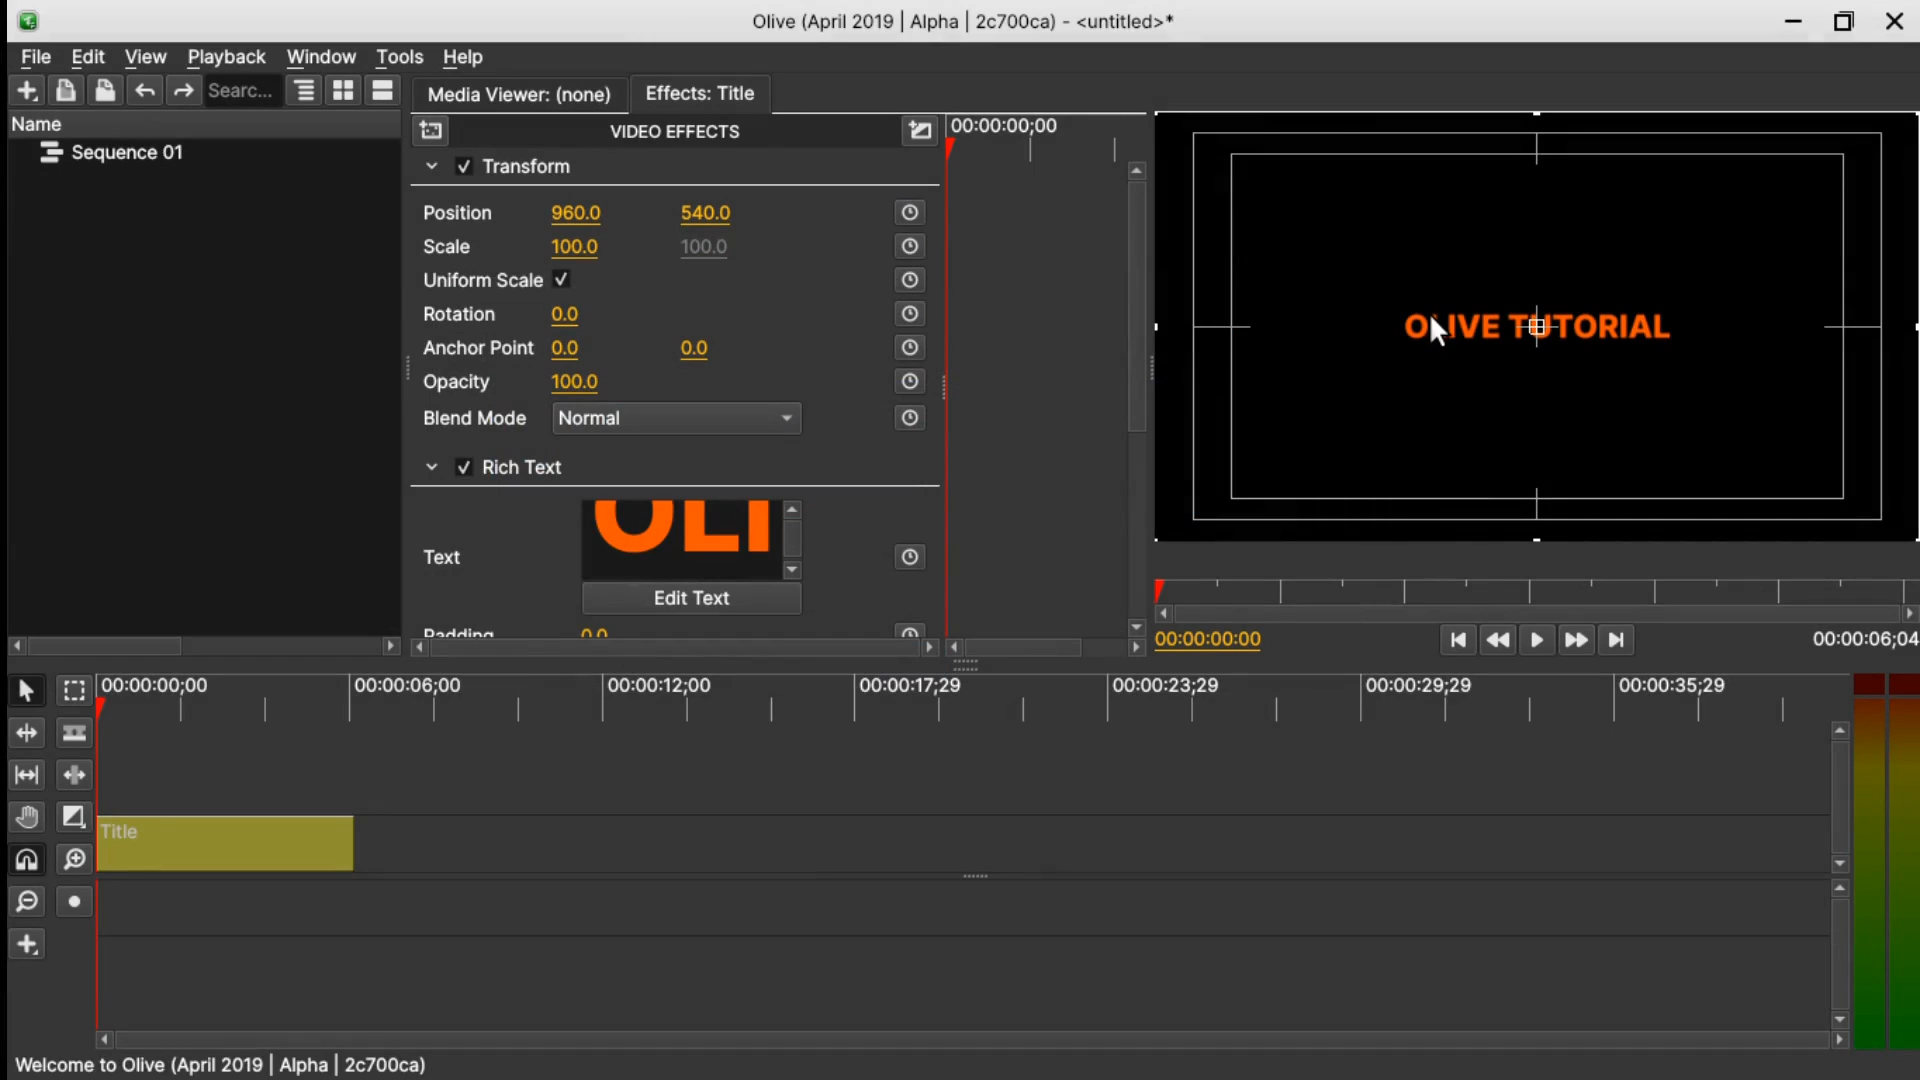 Olive (April 2019 | Alpha | 2c700ca) - <untitled>*
File Edit View Playback Window Tools Help
Searc...
Media Viewer: (none)
Effects: Title
Name
Sequence 01
VIDEO EFFECTS
00:00:00;00
Transform
Position 960.0 540.0
Scale 100.0 100.0
Uniform Scale
Rotation 0.0
Anchor Point 0.0 0.0
Opacity 100.0
Blend Mode Normal
Rich Text
OLI
Text
Edit Text
Padding 0.0
OLIVE TUTORIAL
00:00:00:00
00:00:06;04
00:00:00;00 00:00:06;00 00:00:12;00 00:00:17;29 00:00:23;29 00:00:29;29 00:00:35;29
Title
Welcome to Olive (April 2019 | Alpha | 2c700ca)